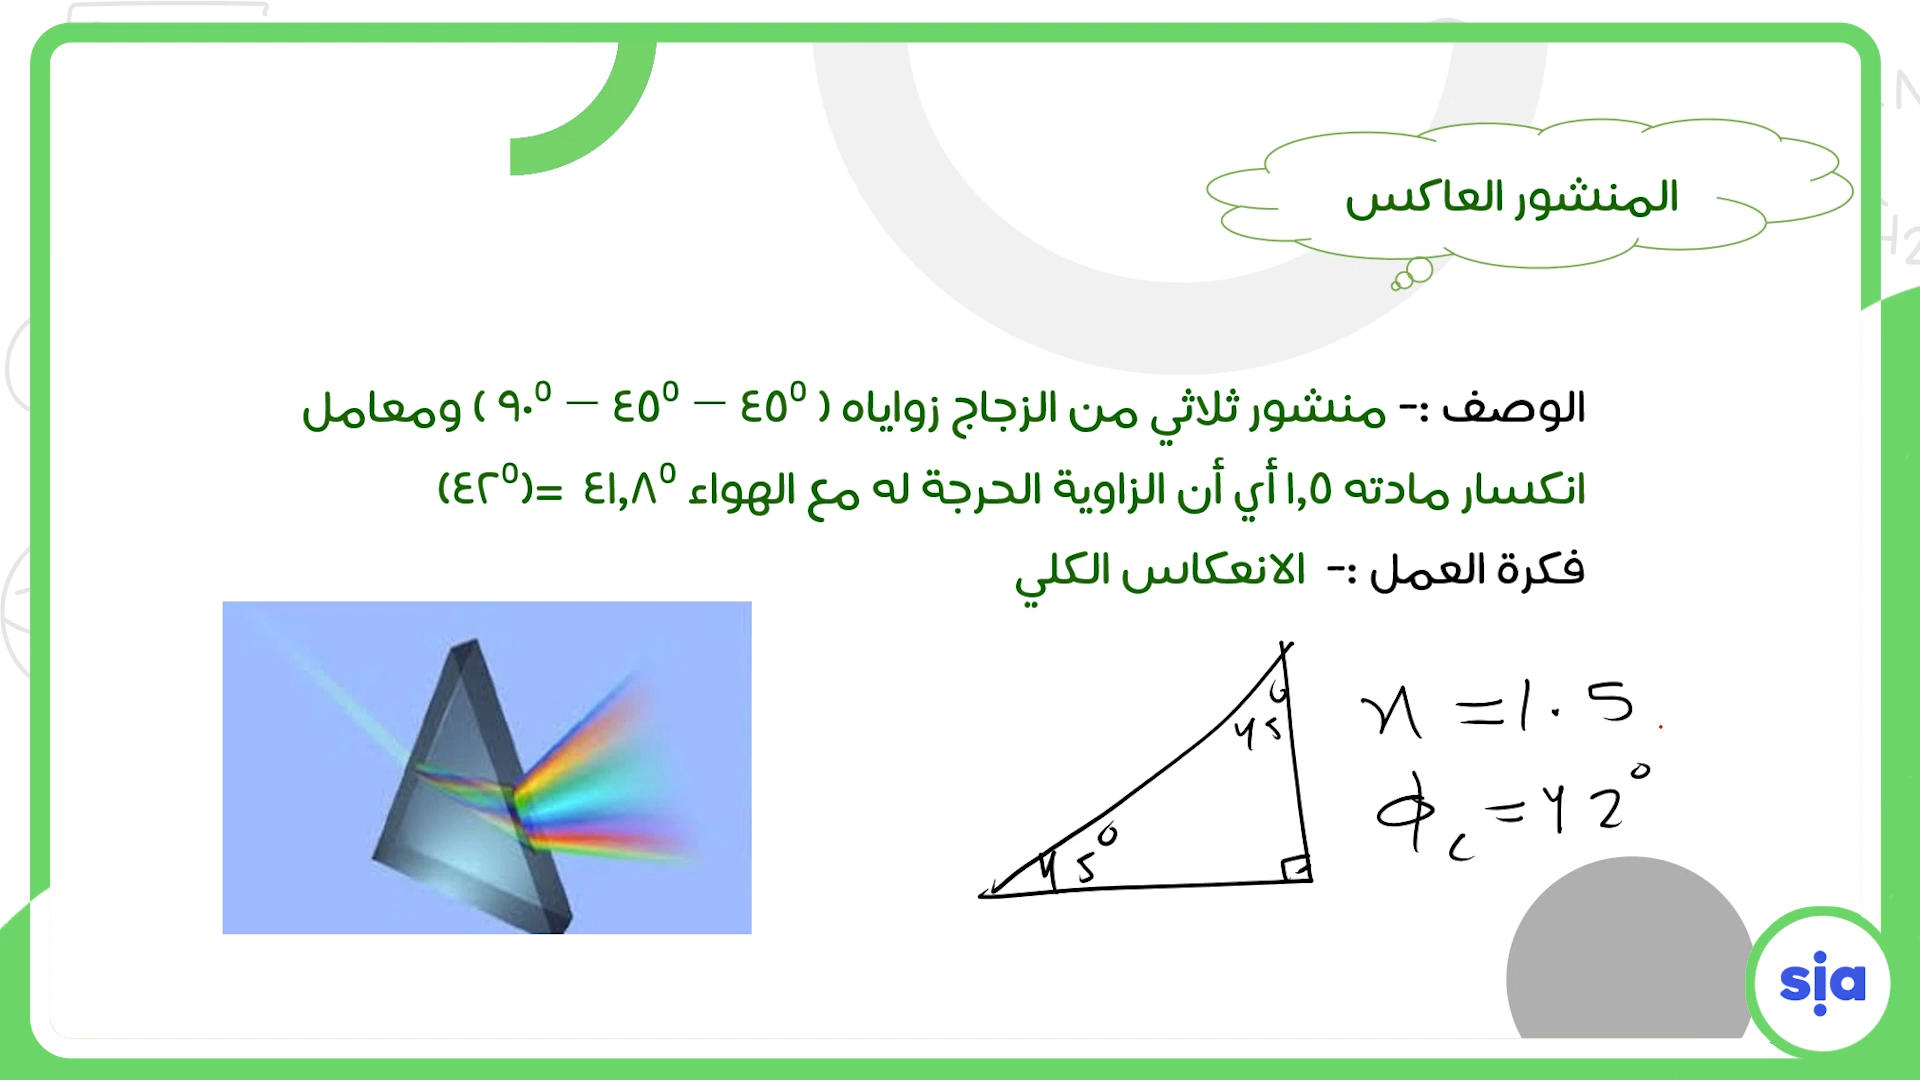 المنشور العاكس
الوصف :- منشور ثلاثي من الزجاج زواياه ( ٤٥⁰ – ٤٥⁰ – ٩٠⁰ ) ومعامل
انكسار مادته ١,٥ أي أن الزاوية الحرجة له مع الهواء ٤١,٨⁰ =(٤٢⁰)
فكرة العمل :- الانعكاس الكلي
45°
45°
n = 1.5
ϕc = 42°
sia